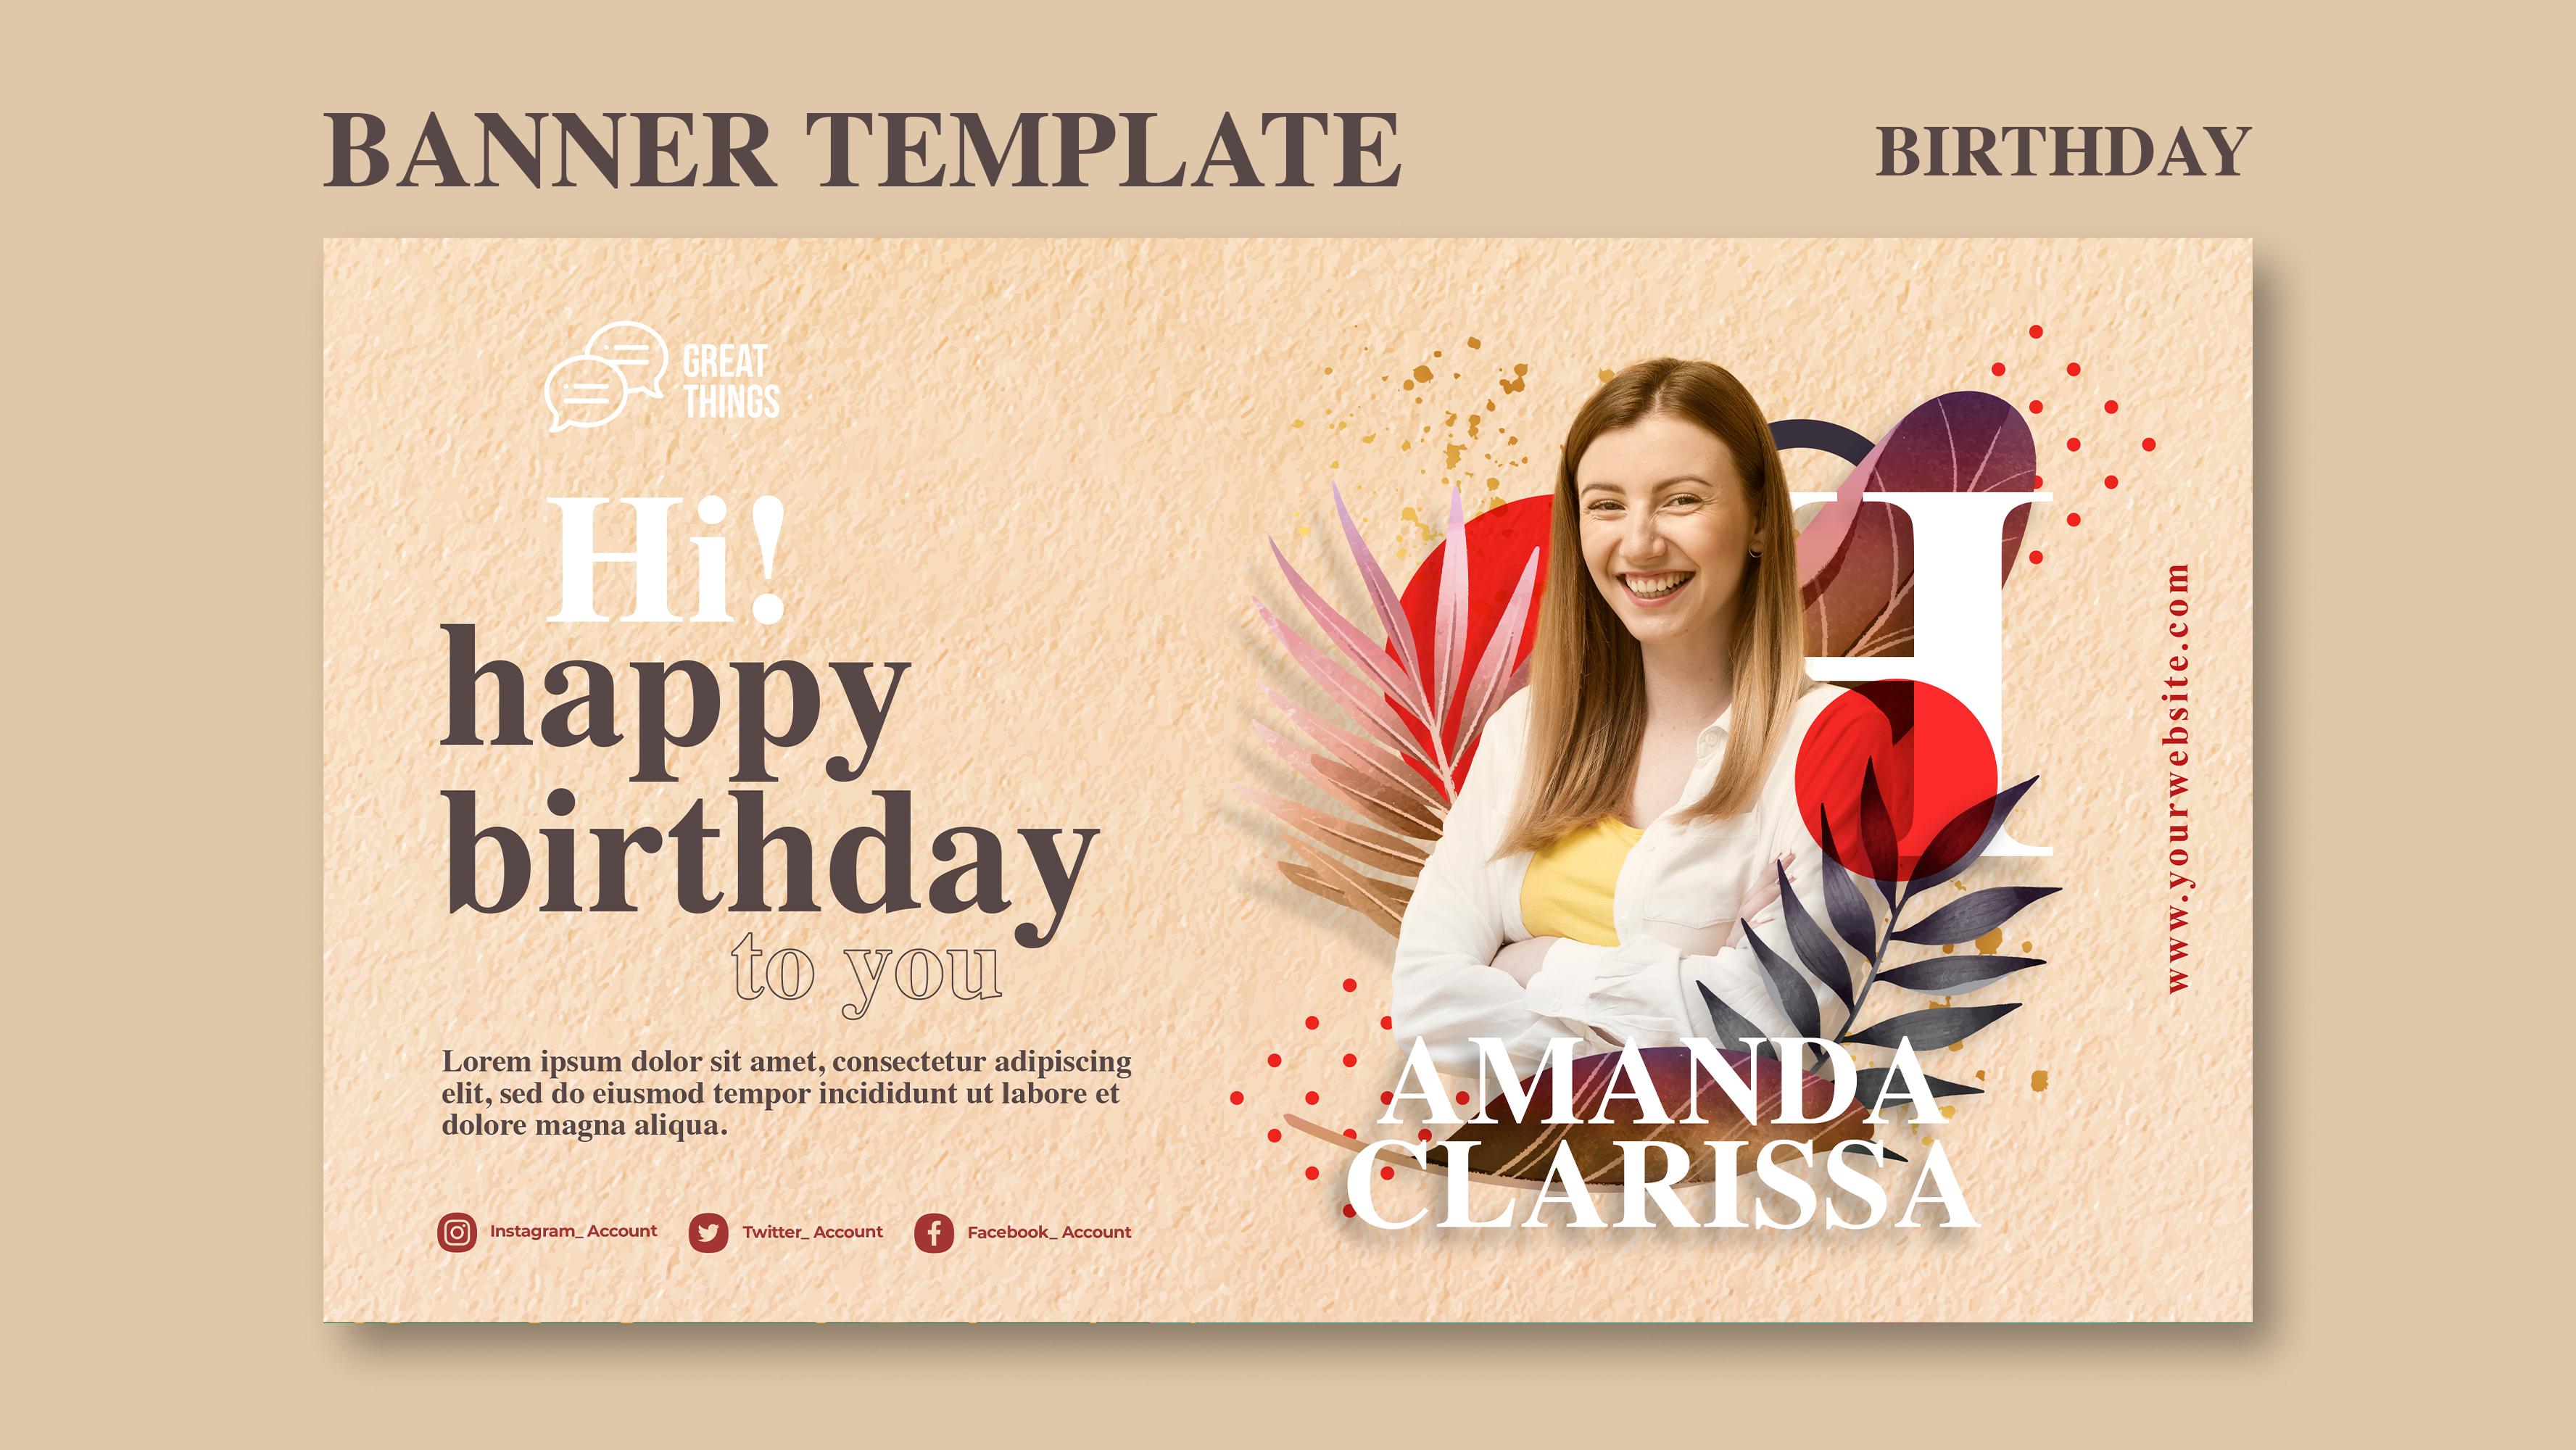 BANNER TEMPLATE
BIRTHDAY
GREAT
THINGS
Hi!
happy
birthday
to you
Lorem ipsum dolor sit amet, consectetur adipiscing
elit, sed do eiusmod tempor incididunt ut labore et
dolore magna aliqua.
Instagram_ Account
Twitter_ Account
Facebook_ Account
AMANDA
CLARISSA
www.yourwebsite.com